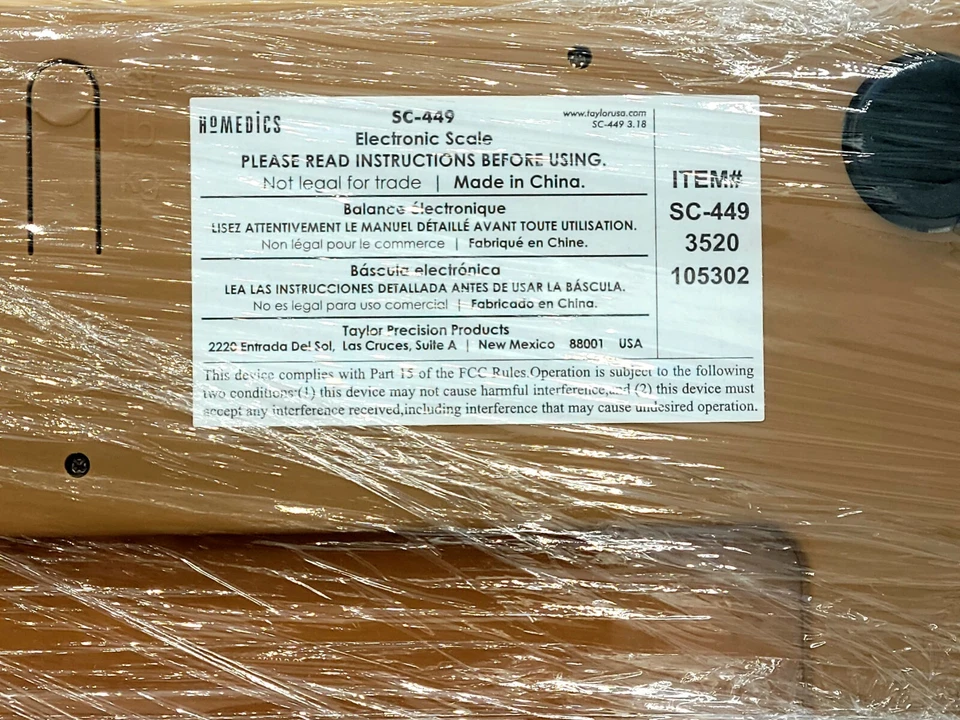 HOMEDICS
SC-449
Electronic Scale
www.taylorusa.com
SC-449 3.18
PLEASE READ INSTRUCTIONS BEFORE USING.
Not legal for trade | Made in China.
Balance électronique
LISEZ ATTENTIVEMENT LE MANUEL DÉTAILLÉ AVANT TOUTE UTILISATION.
Non légal pour le commerce | Fabriqué en Chine.
Báscula electrónica
LEA LAS INSTRUCCIONES DETALLADA ANTES DE USAR LA BÁSCULA.
No es legal para uso comercial | Fabricado en China.
Taylor Precision Products
2220 Entrada Del Sol, Las Cruces, Suite A | New Mexico 88001 USA
ITEM#
SC-449
3520
105302
This device complies with Part 15 of the FCC Rules.Operation is subject to the following
two conditions:(1) this device may not cause harmful interference,and (2) this device must
accept any interference received,including interference that may cause undesired operation.